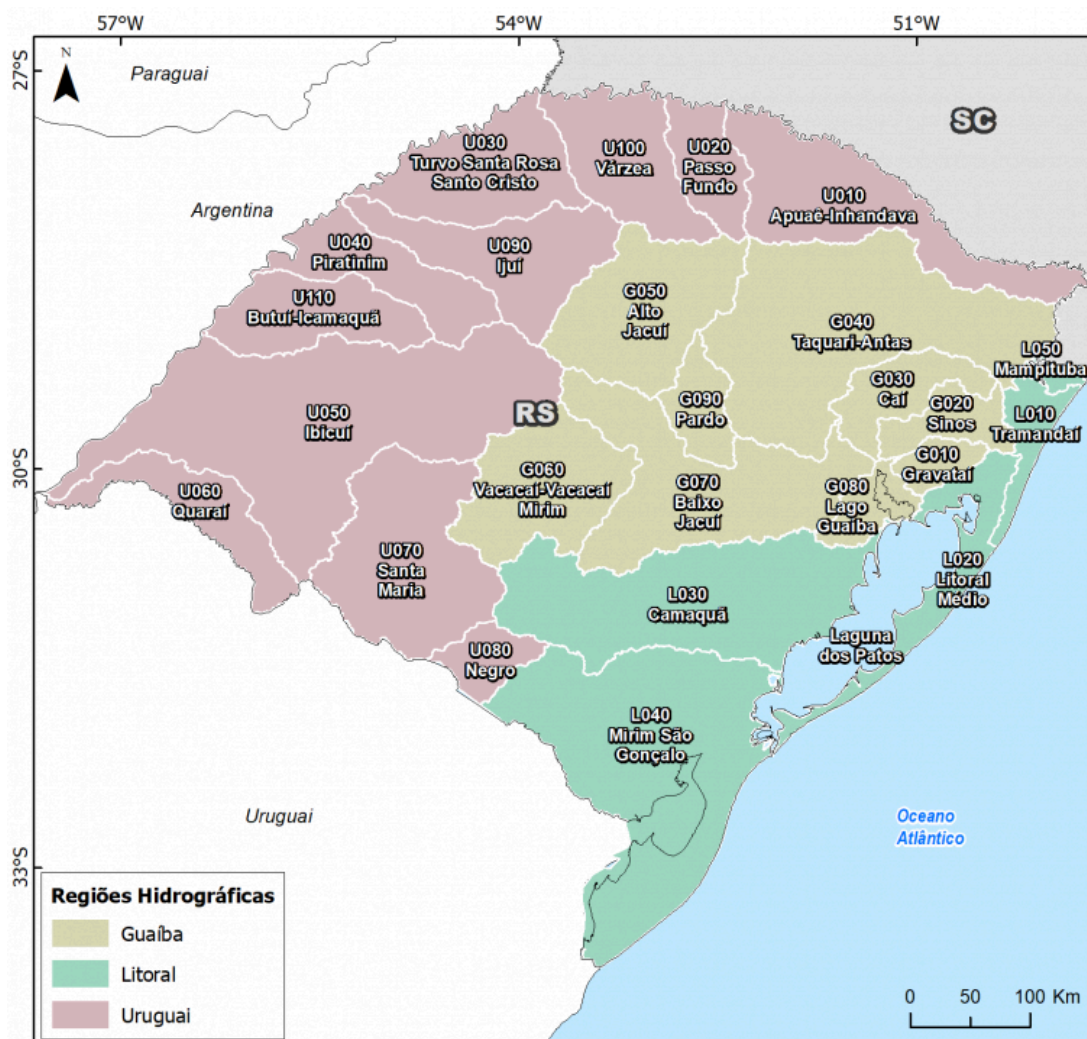 57°W
54°W
51°W
27°S
N
Paraguai
SC
U030
Turvo Santa Rosa
Santo Cristo
U100
Várzea
U020
Passo
Fundo
U010
Apuaê-Inhandava
Argentina
U040
Piratinim
U090
Ijuí
U110
Butuí-Icamaquã
G050
Alto
Jacuí
G040
Taquari-Antas
L050
Mampituba
G030
Caí
G020
Sinos
L010
Tramandaí
U050
Ibicuí
RS
G090
Pardo
30°S
G010
Gravataí
U060
Quaraí
G060
Vacacaí-Vacacaí
Mirim
G070
Baixo
Jacuí
G080
Lago
Guaíba
U070
Santa
Maria
L030
Camaquã
L020
Litoral
Médio
U080
Negro
Laguna
dos Patos
L040
Mirim São
Gonçalo
Uruguai
Oceano
Atlântico
33°S
Regiões Hidrográficas
Guaíba
Litoral
Uruguai
0 50 100 Km